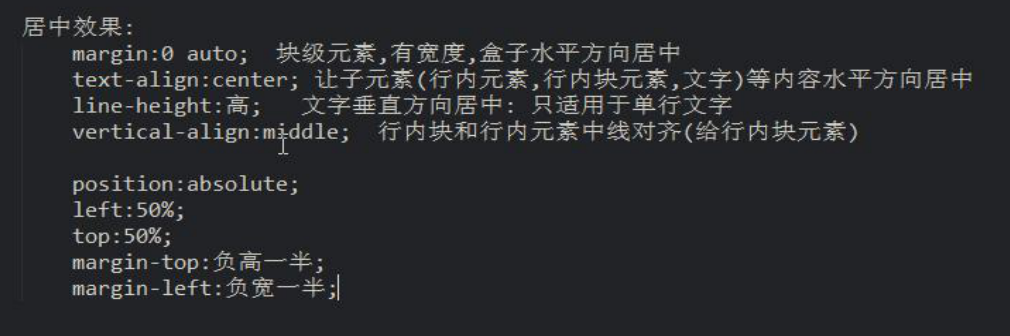 居中效果:
margin:0 auto; 块级元素,有宽度,盒子水平方向居中
text-align:center; 让子元素(行内元素,行内块元素,文字)等内容水平方向居中
line-height:高; 文字垂直方向居中: 只适用于单行文字
vertical-align:middle; 行内块和行内元素中线对齐(给行内块元素)
position:absolute;
left:50%;
top:50%;
margin-top:负高一半;
margin-left:负宽一半;